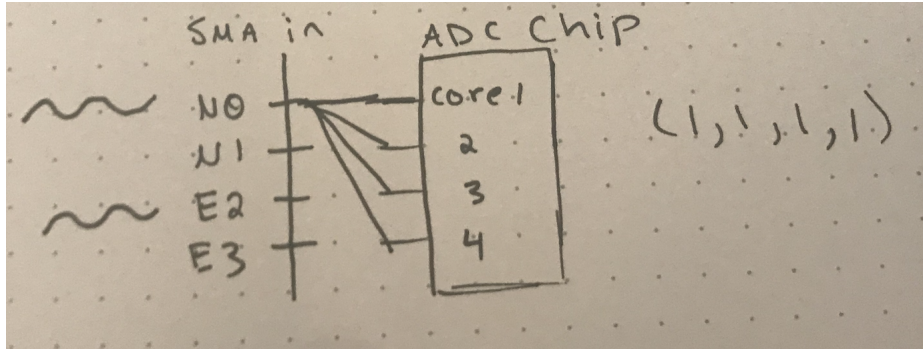 SMA in ADC Chip
N0 core 1 (1,1,1,1)
N1 2
E2 3
E3 4